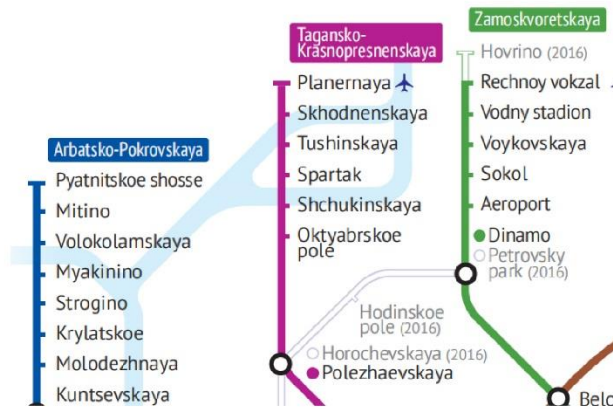 Zamoskvoretskaya
Tagansko-
Krasnopresnenskaya
Hovrino (2016)
Planernaya
Rechnoy vokzal
Skhodnenskaya
Vodny stadion
Tushinskaya
Voykovskaya
Arbatsko-Pokrovskaya
Spartak
Sokol
Pyatnitskoe shosse
Shchukinskaya
Aeroport
Mitino
Oktyabrskoe
pole
Dinamo
Volokolamskaya
Petrovsky
park (2016)
Myakinino
Strogino
Hodinskoe
pole (2016)
Krylatskoe
Horochevskaya (2016)
Molodezhnaya
Polezhaevskaya
Kuntsevskaya
Belo